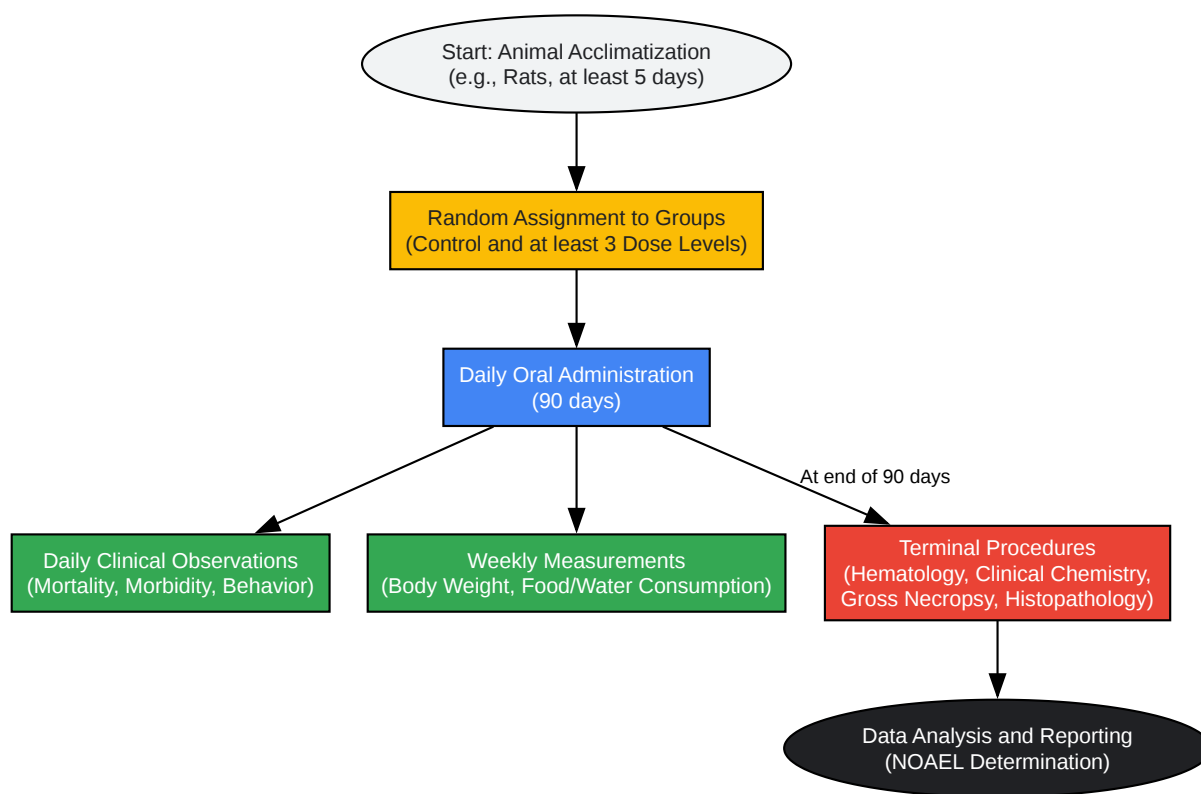 Start: Animal Acclimatization
(e.g., Rats, at least 5 days)
Random Assignment to Groups
(Control and at least 3 Dose Levels)
Daily Oral Administration
(90 days)
At end of 90 days
Daily Clinical Observations
(Mortality, Morbidity, Behavior)
Weekly Measurements
(Body Weight, Food/Water Consumption)
Terminal Procedures
(Hematology, Clinical Chemistry,
Gross Necropsy, Histopathology)
Data Analysis and Reporting
(NOAEL Determination)